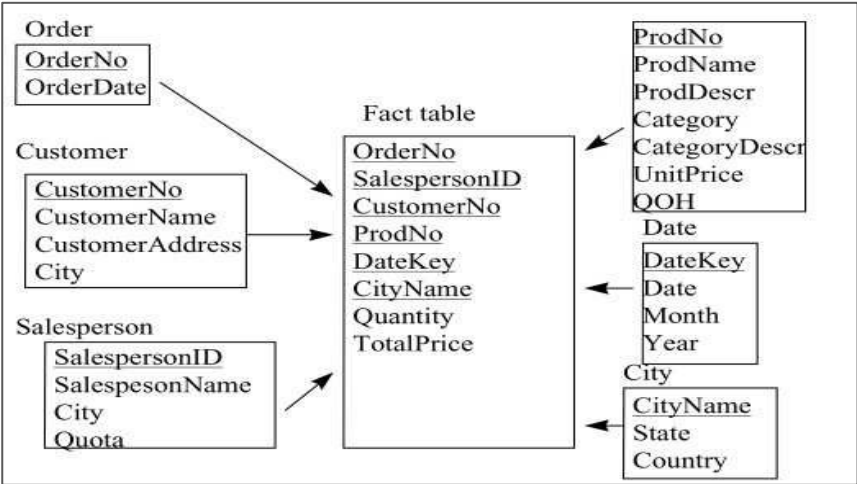 Order
OrderNo
OrderDate
Customer
CustomerNo
CustomerName
CustomerAddress
City
Salesperson
SalespersonID
SalespesonName
City
Quota
Fact table
OrderNo
SalespersonID
CustomerNo
ProdNo
DateKey
CityName
Quantity
TotalPrice
ProdNo
ProdName
ProdDescr
Category
CategoryDescr
UnitPrice
QOH
Date
DateKey
Date
Month
Year
City
CityName
State
Country